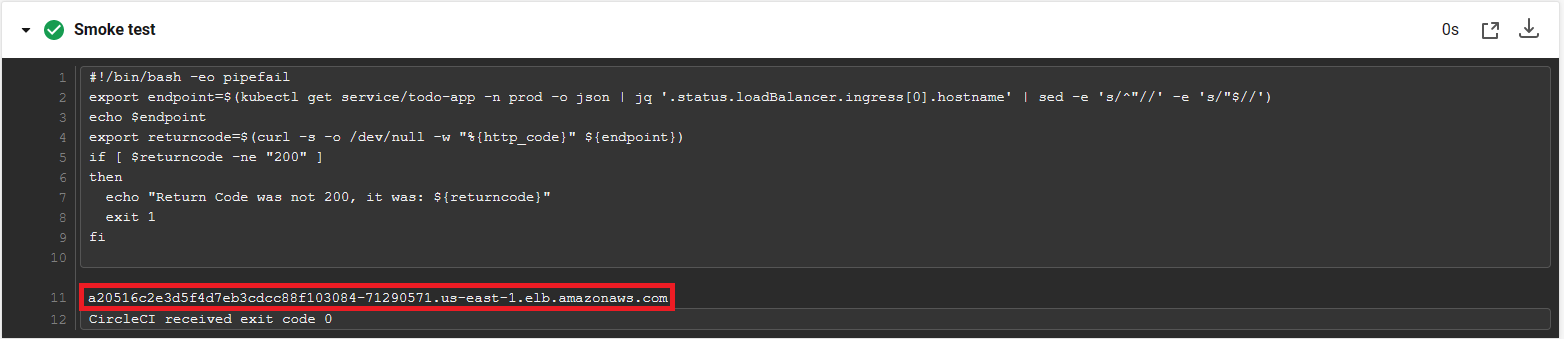 Smoke test
0s
1 #!/bin/bash -eo pipefail
2 export endpoint=$(kubectl get service/todo-app -n prod -o json | jq '.status.loadBalancer.ingress[0].hostname' | sed -e 's/^"//' -e 's/"$//')
3 echo $endpoint
4 export returncode=$(curl -s -o /dev/null -w "%{http_code}" ${endpoint})
5 if [ $returncode -ne "200" ]
6 then
7   echo "Return Code was not 200, it was: ${returncode}"
8   exit 1
9 fi
10
11 a20516c2e3d5f4d7eb3cdcc88f103084-71290571.us-east-1.elb.amazonaws.com
12 CircleCI received exit code 0